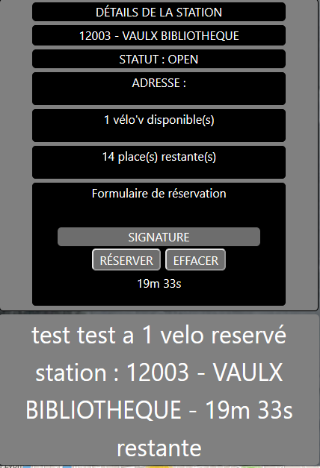 DÉTAILS DE LA STATION
12003 - VAULX BIBLIOTHEQUE
STATUT : OPEN
ADRESSE :
1 vélo'v disponible(s)
14 place(s) restante(s)
Formulaire de réservation
SIGNATURE
RÉSERVER EFFACER
19m 33s
test test a 1 velo reservé
station : 12003 - VAULX
BIBLIOTHEQUE - 19m 33s
restante